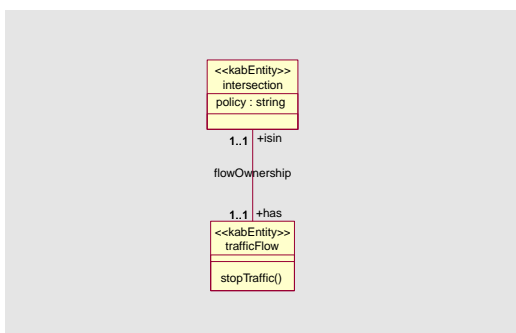 <<kabEntity>>
intersection
policy : string
1..1 +isin
flowOwnership
1..1 +has
<<kabEntity>>
trafficFlow
stopTraffic()